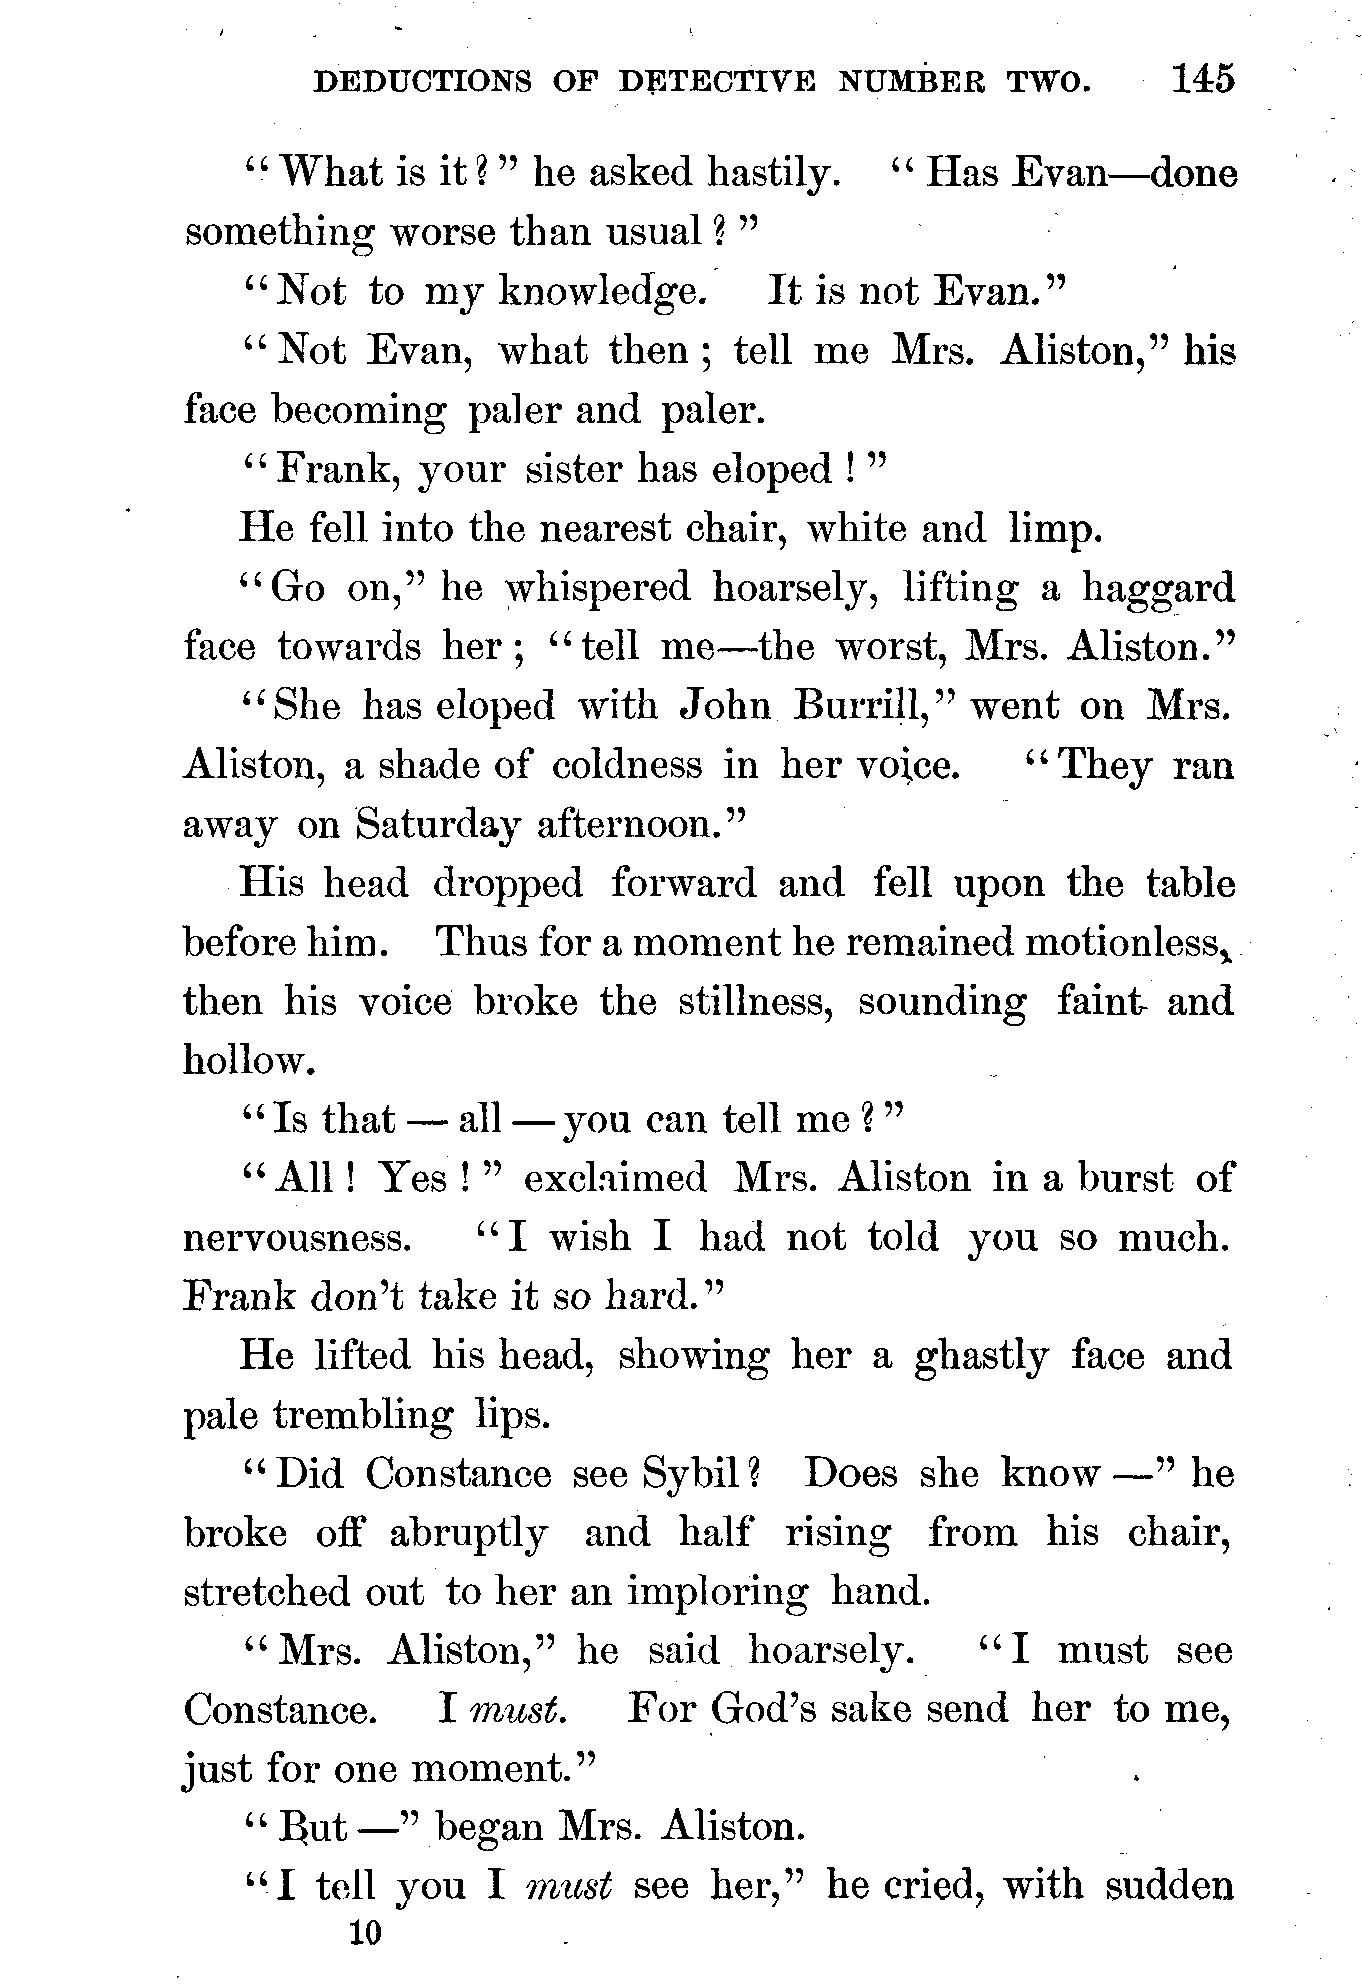 DEDUCTIONS OF DETECTIVE NUMBER TWO. 145
“What is it?” he asked hastily. “Has Evan—done
something worse than usual?”
“Not to my knowledge. It is not Evan.”
“Not Evan, what then; tell me Mrs. Aliston,” his
face becoming paler and paler.
“Frank, your sister has eloped!”
He fell into the nearest chair, white and limp.
“Go on,” he whispered hoarsely, lifting a haggard
face towards her; “tell me—the worst, Mrs. Aliston.”
“She has eloped with John Burrill,” went on Mrs.
Aliston, a shade of coldness in her voice. “They ran
away on Saturday afternoon.”
His head dropped forward and fell upon the table
before him. Thus for a moment he remained motionless,
then his voice broke the stillness, sounding faint and
hollow.
“Is that — all — you can tell me?”
“All! Yes!” exclaimed Mrs. Aliston in a burst of
nervousness. “I wish I had not told you so much.
Frank don’t take it so hard.”
He lifted his head, showing her a ghastly face and
pale trembling lips.
“Did Constance see Sybil? Does she know —” he
broke off abruptly and half rising from his chair,
stretched out to her an imploring hand.
“Mrs. Aliston,” he said hoarsely. “I must see
Constance. I must. For God’s sake send her to me,
just for one moment.”
“But —” began Mrs. Aliston.
“I tell you I must see her,” he cried, with sudden
10